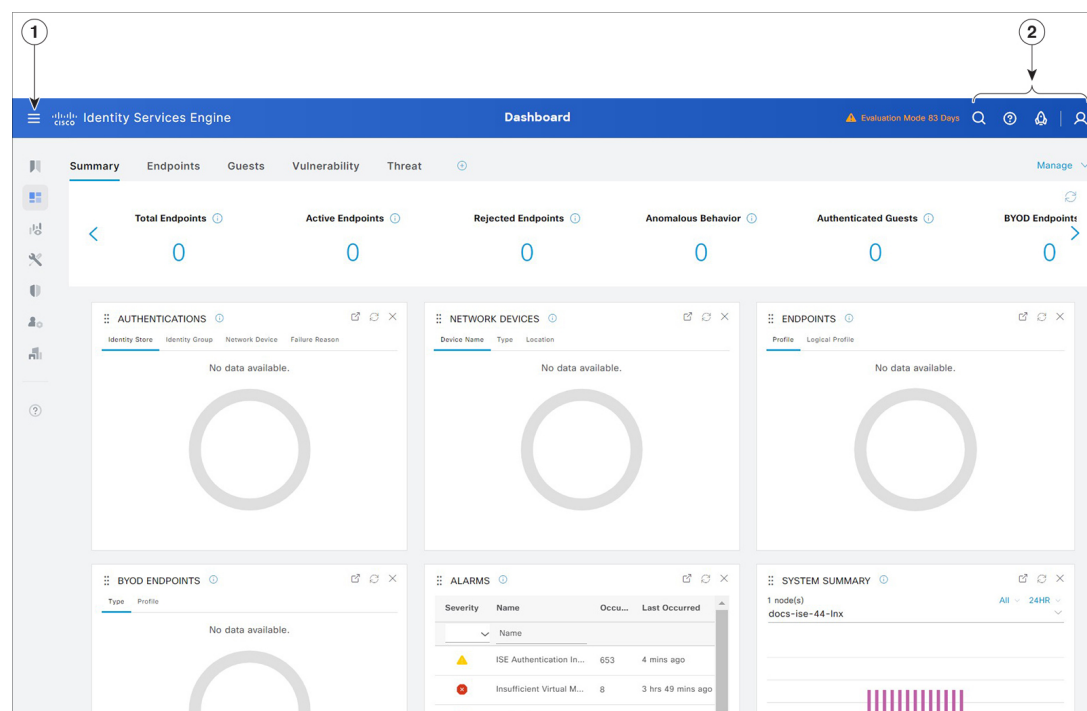 1
2
cisco Identity Services Engine
Dashboard
Evaluation Mode 83 Days
Summary Endpoints Guests Vulnerability Threat
Manage
Total Endpoints
Active Endpoints
Rejected Endpoints
Anomalous Behavior
Authenticated Guests
BYOD Endpoints
0
0
0
0
0
0
AUTHENTICATIONS
Identity Store Identity Group Network Device Failure Reason
No data available.
NETWORK DEVICES
Device Name Type Location
No data available.
ENDPOINTS
Profile Logical Profile
No data available.
BYOD ENDPOINTS
Type Profile
No data available.
ALARMS
Severity Name Occu... Last Occurred
Name
ISE Authentication In... 653 4 mins ago
Insufficient Virtual M... 8 3 hrs 49 mins ago
SYSTEM SUMMARY
1 node(s)
All 24HR
docs-ise-44-lnx